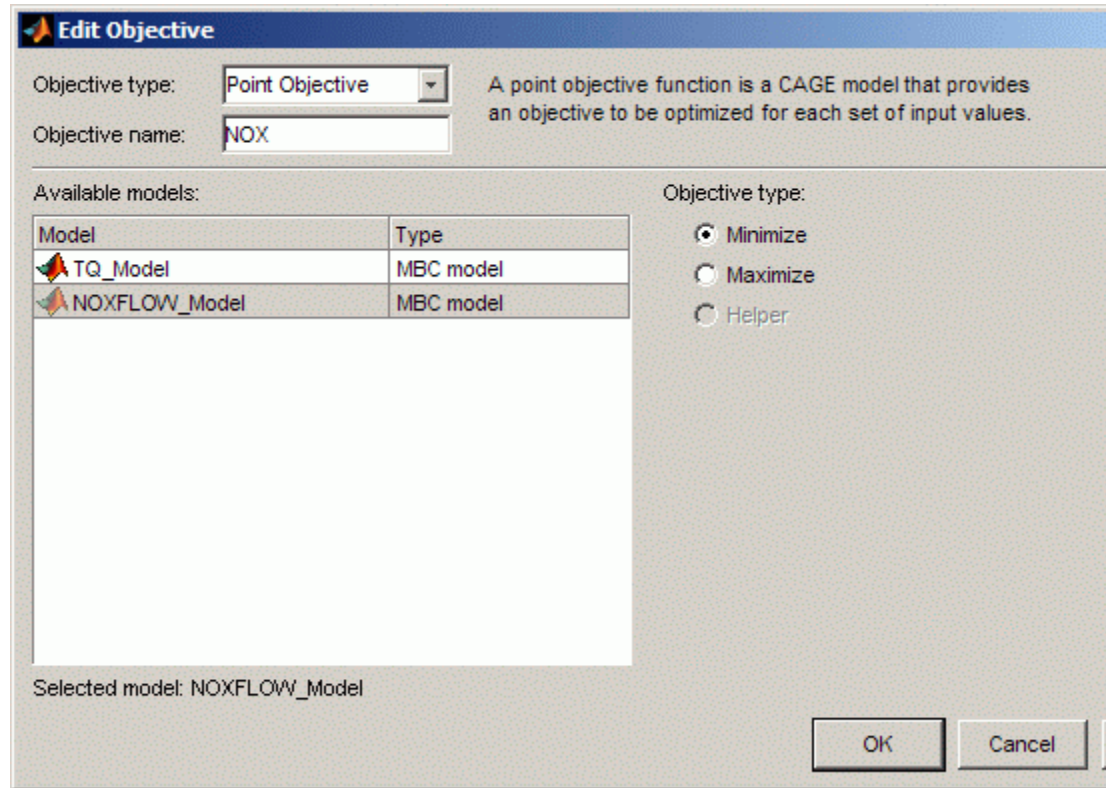 Edit Objective
Objective type: Point Objective
A point objective function is a CAGE model that provides
an objective to be optimized for each set of input values.
Objective name: NOX
Available models:
Model Type
TQ_Model MBC model
NOXFLOW_Model MBC model
Selected model: NOXFLOW_Model
Objective type:
Minimize
Maximize
Helper
OK Cancel